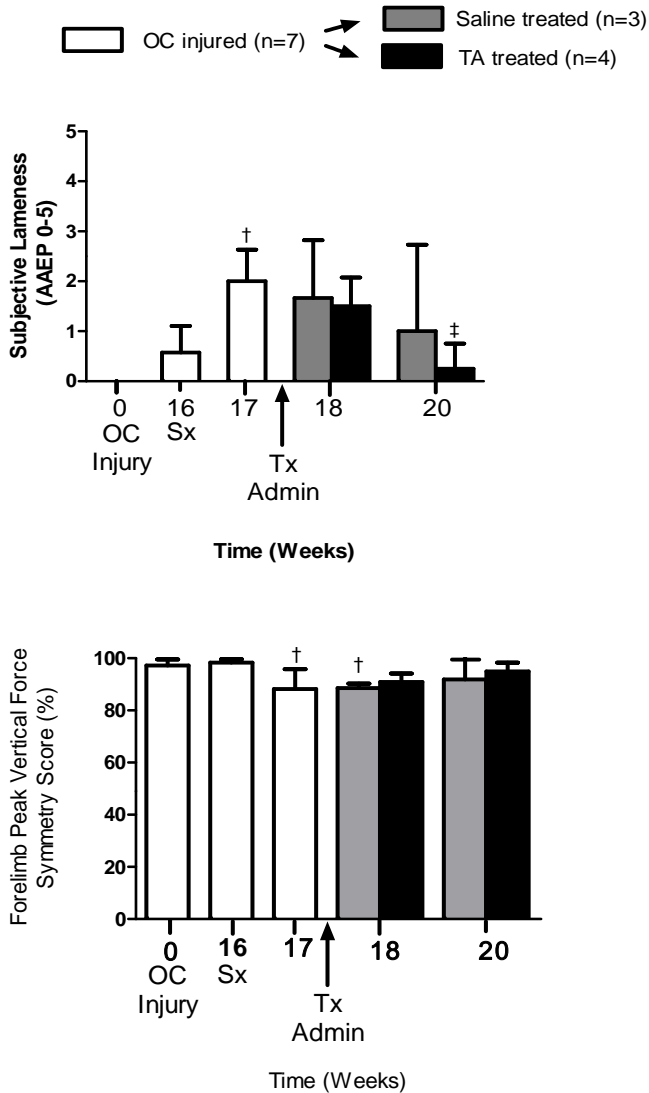 OC injured (n=7)
Saline treated (n=3)
TA treated (n=4)
Subjective Lameness
(AAEP 0-5)
5
4
3
2
1
0
†
‡
0
16
17
18
20
OC
Injury
Sx
Tx
Admin
Time (Weeks)
Forelimb Peak Vertical Force
Symmetry Score (%)
100
80
60
40
20
0
†
†
0
16
17
18
20
OC
Injury
Sx
Tx
Admin
Time (Weeks)